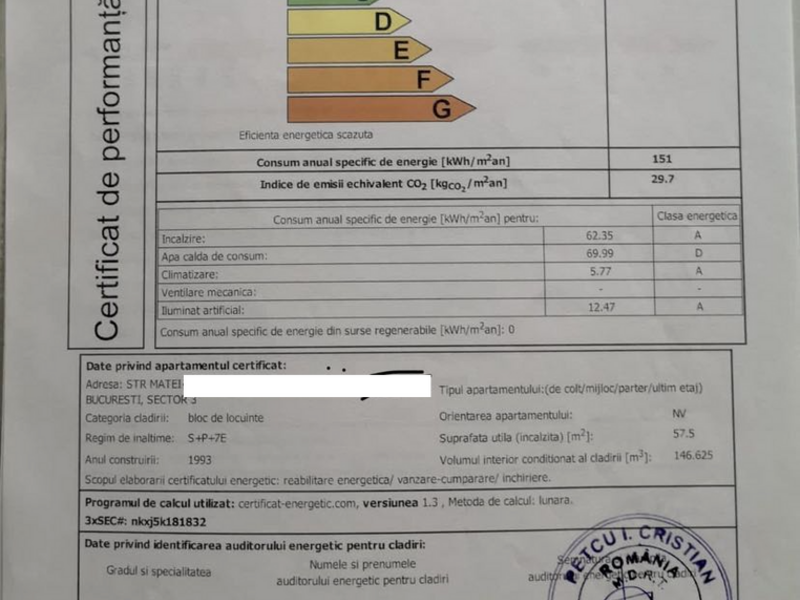 Certificat de performanță
D
E
F
G
Eficienta energetica scazuta
Consum anual specific de energie [kWh/m²an] 151
Indice de emisii echivalent CO₂ [kgCO₂/m²an] 29.7
Consum anual specific de energie [kWh/m²an] pentru: Clasa energetica
Incalzire: 62.35 A
Apa calda de consum: 69.99 D
Climatizare: 5.77 A
Ventilare mecanica: - -
Iluminat artificial: 12.47 A
Consum anual specific de energie din surse regenerabile [kWh/m²an]: 0
Date privind apartamentul certificat:
Adresa: STR MATEI
BUCURESTI, SECTOR 3
Tipul apartamentului:(de colt/mijloc/parter/ultim etaj)
Categoria cladirii: bloc de locuinte Orientarea apartamentului: NV
Regim de inaltime: S+P+7E Suprafata utila (incalzita) [m²]: 57.5
Anul construirii: 1993 Volumul interior conditionat al cladirii [m³]: 146.625
Scopul elaborarii certificatului energetic: reabilitare energetica/ vanzare-cumparare/ inchiriere.
Programul de calcul utilizat: certificat-energetic.com, versiunea 1.3 , Metoda de calcul: lunara.
3xSEC#: nkxj5k181832
Date privind identificarea auditorului energetic pentru cladiri:
Gradul si specialitatea Numele si prenumele
auditorului energetic pentru cladiri
PETCU I. CRISTIAN
ROMÂNIA
M.D.R.T.